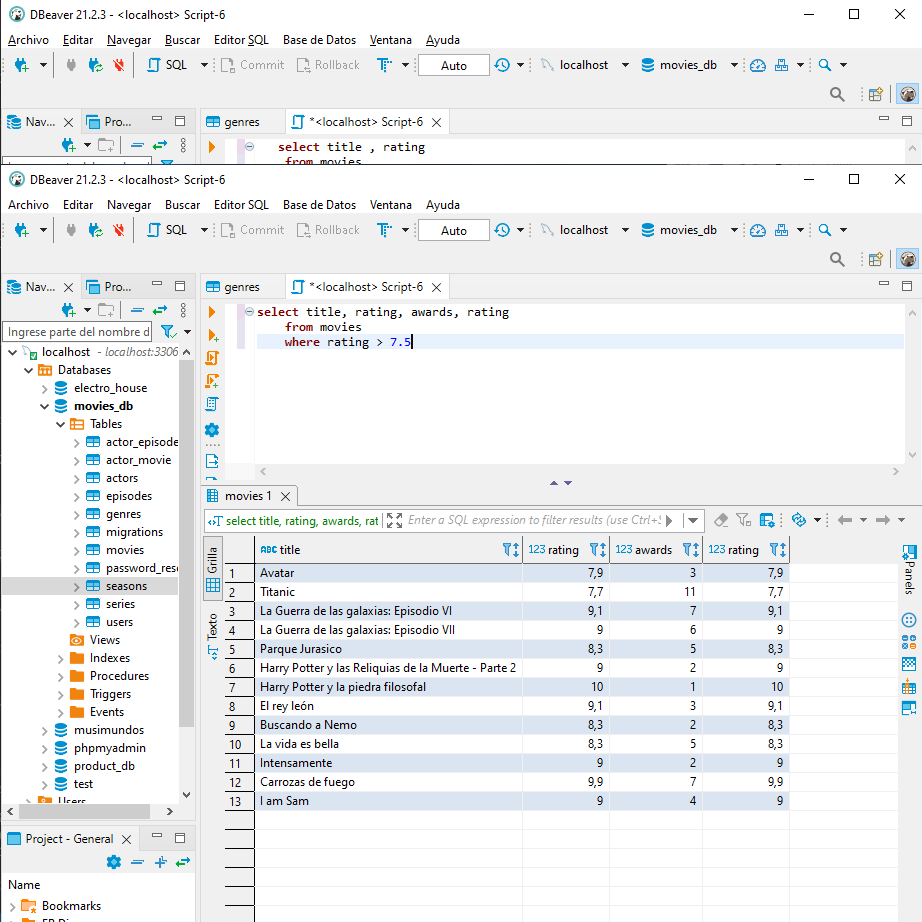 DBeaver 21.2.3 - <localhost> Script-6
Archivo Editar Navegar Buscar Editor SQL Base de Datos Ventana Ayuda
SQL Commit Rollback Auto localhost movies_db
Nav... Pro... genres *<localhost> Script-6
select title , rating
from movies
DBeaver 21.2.3 - <localhost> Script-6
Archivo Editar Navegar Buscar Editor SQL Base de Datos Ventana Ayuda
SQL Commit Rollback Auto localhost movies_db
Nav... Pro... genres *<localhost> Script-6
Ingrese parte del nombre d
localhost - localhost:3306
Databases
electro_house
movies_db
Tables
actor_episode
actor_movie
actors
episodes
genres
migrations
movies
password_rese
seasons
series
users
Views
Indexes
Procedures
Triggers
Events
musimundos
phpmyadmin
product_db
test
Users
Project - General
Name
Bookmarks
select title, rating, awards, rating
from movies
where rating > 7.5
movies 1
select title, rating, awards, rat Enter a SQL expression to filter results (use Ctrl+S
Grilla
Texto
Panels
ABC title 123 rating 123 awards 123 rating
1 Avatar 7,9 3 7,9
2 Titanic 7,7 11 7,7
3 La Guerra de las galaxias: Episodio VI 9,1 7 9,1
4 La Guerra de las galaxias: Episodio VII 9 6 9
5 Parque Jurasico 8,3 5 8,3
6 Harry Potter y las Reliquias de la Muerte - Parte 2 9 2 9
7 Harry Potter y la piedra filosofal 10 1 10
8 El rey león 9,1 3 9,1
9 Buscando a Nemo 8,3 2 8,3
10 La vida es bella 8,3 5 8,3
11 Intensamente 9 2 9
12 Carrozas de fuego 9,9 7 9,9
13 I am Sam 9 4 9